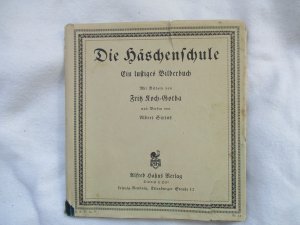 Die Häschenschule
Ein lustiges Bilderbuch
Mit Bildern von
Fritz Koch-Gotha
und Versen von
Albert Sixtus
Alfred Hahns Verlag
Leipzig